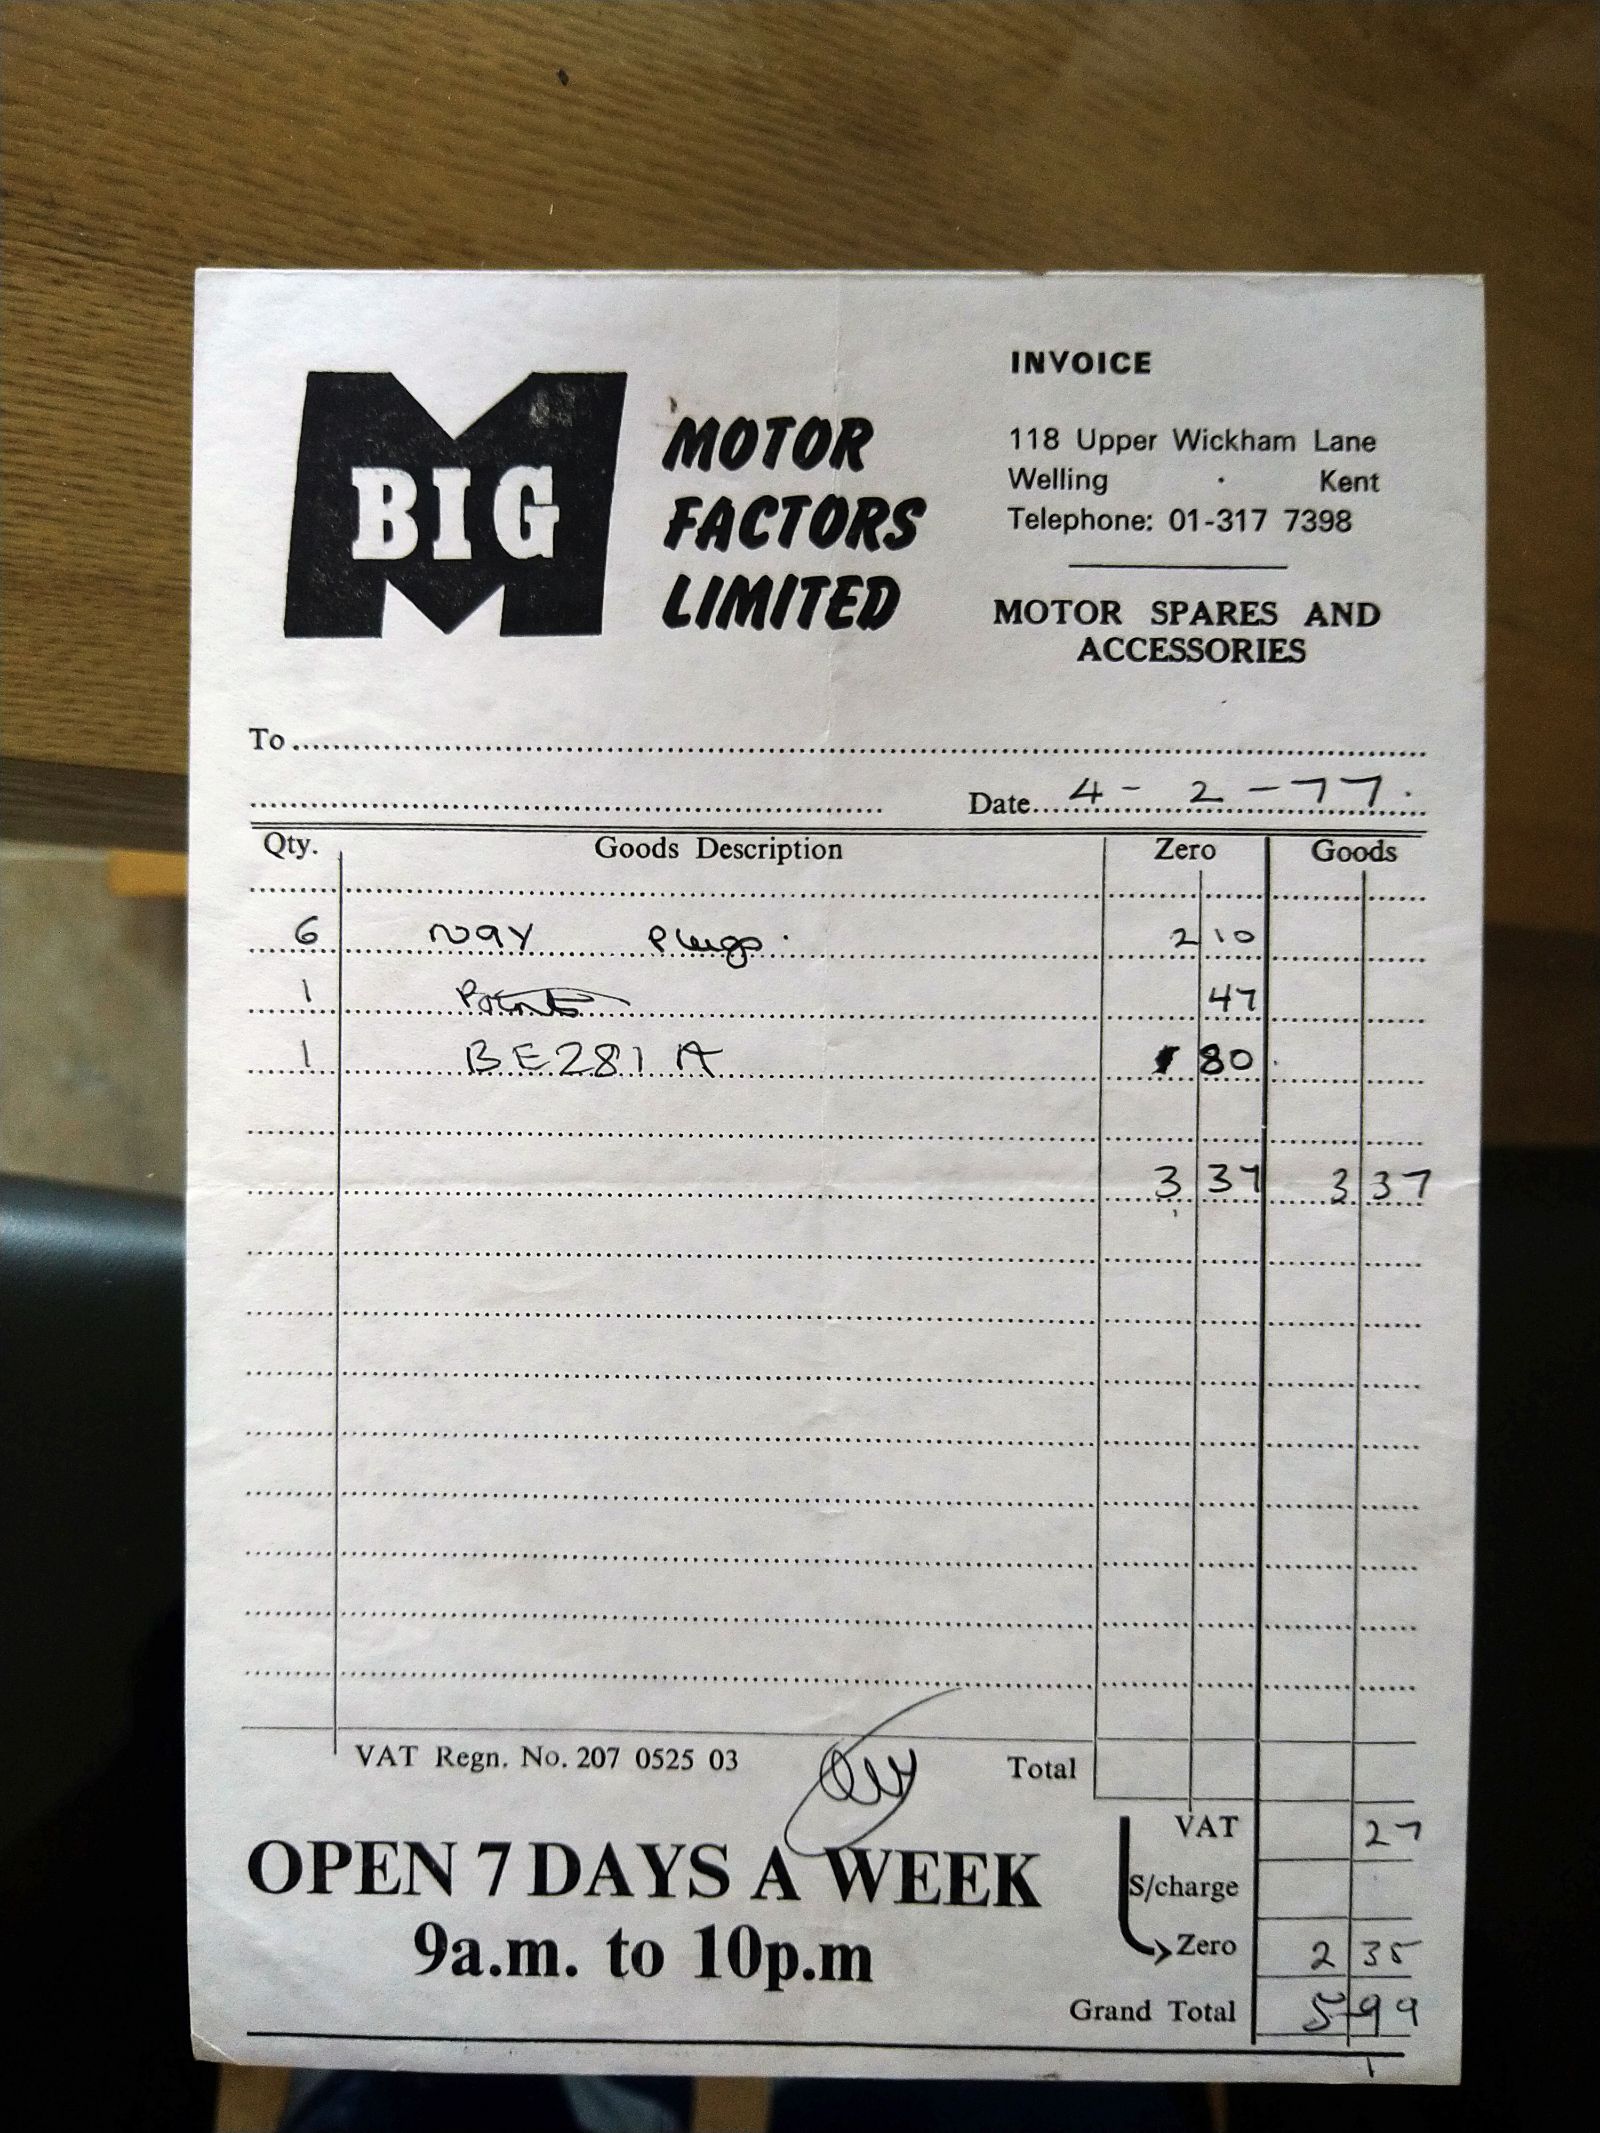 BIG
MOTOR
FACTORS
LIMITED
INVOICE
118 Upper Wickham Lane
Welling · Kent
Telephone: 01-317 7398
MOTOR SPARES AND
ACCESSORIES
To
Date 4 - 2 - 77.
Qty. Goods Description Zero Goods
6 N9Y Plugs. 2 10
1 Points 47
1 BE281A 80
3 37 3 37
VAT Regn. No. 207 0525 03 Total
OPEN 7 DAYS A WEEK
9a.m. to 10p.m
VAT 27
S/charge
Zero 2 35
Grand Total 5 99